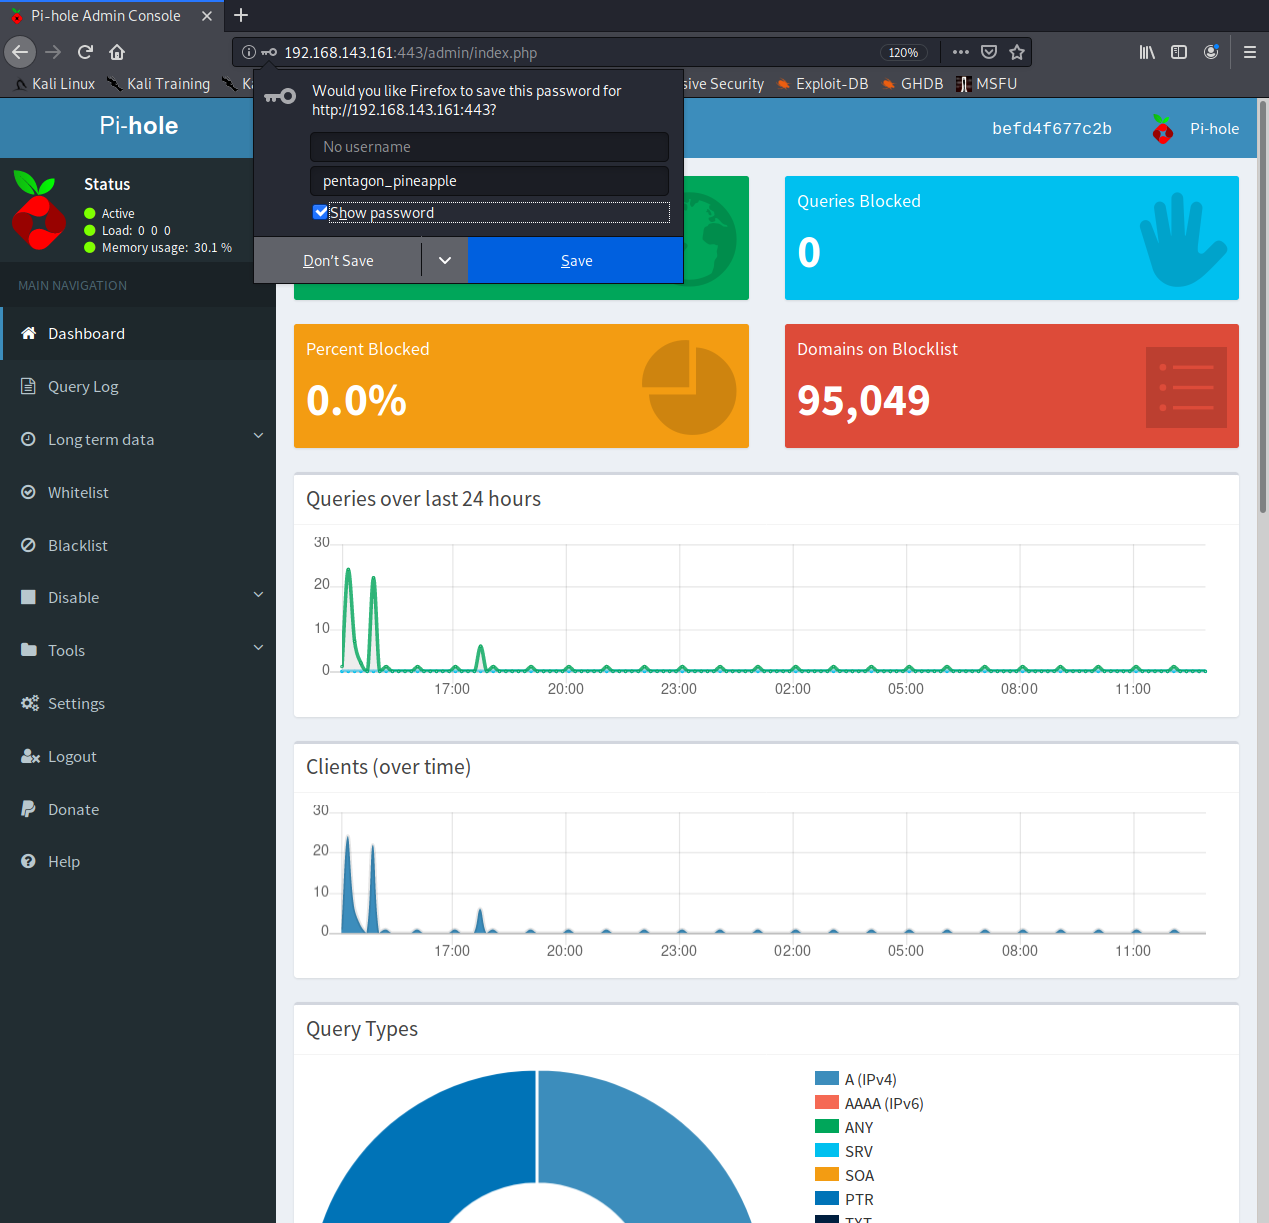 Pi-hole Admin Console
192.168.143.161:443/admin/index.php
120%
Kali Linux
Kali Training
Ka
sive Security
Exploit-DB
GHDB
MSFU
Would you like Firefox to save this password for
http://192.168.143.161:443?
No username
pentagon_pineapple
Show password
Don't Save
Save
Pi-hole
befd4f677c2b
Pi-hole
Status
Active
Load: 0 0 0
Memory usage: 30.1 %
MAIN NAVIGATION
Dashboard
Query Log
Long term data
Whitelist
Blacklist
Disable
Tools
Settings
Logout
Donate
Help
Queries Blocked
0
Percent Blocked
0.0%
Domains on Blocklist
95,049
Queries over last 24 hours
30
20
10
0
17:00 20:00 23:00 02:00 05:00 08:00 11:00
Clients (over time)
30
20
10
0
17:00 20:00 23:00 02:00 05:00 08:00 11:00
Query Types
A (IPv4)
AAAA (IPv6)
ANY
SRV
SOA
PTR
TXT